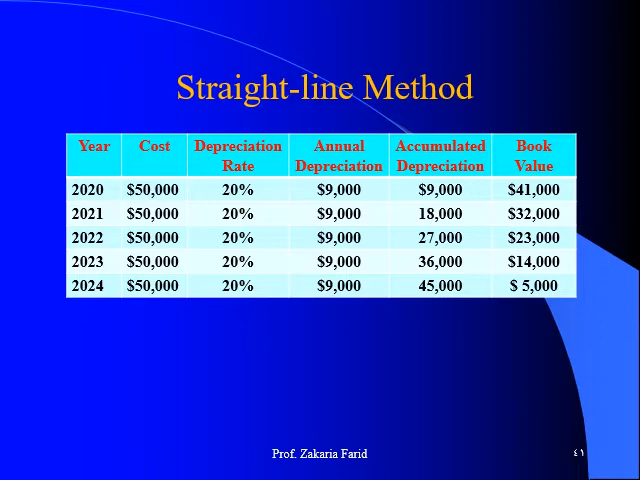 Straight-line Method
Year Cost Depreciation Rate Annual Depreciation Accumulated Depreciation Book Value
2020 $50,000 20% $9,000 $9,000 $41,000
2021 $50,000 20% $9,000 18,000 $32,000
2022 $50,000 20% $9,000 27,000 $23,000
2023 $50,000 20% $9,000 36,000 $14,000
2024 $50,000 20% $9,000 45,000 $ 5,000
Prof. Zakaria Farid
٤١